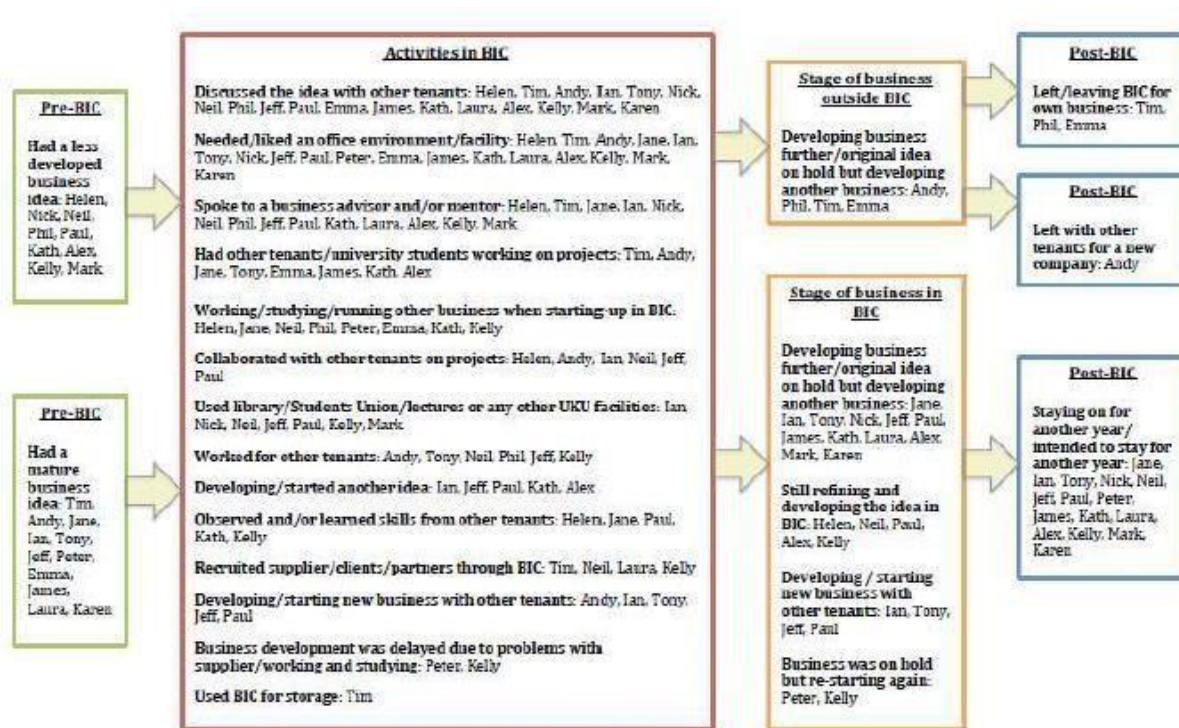 Pre-BIC
Had a less
developed
business
idea: Helen,
Nick, Neil,
Phil, Paul,
Kath, Alex,
Kelly, Mark
Pre-BIC
Had a
mature
business
idea: Tim,
Andy, Jane,
Ian, Tony,
Jeff, Peter,
Emma,
James,
Laura, Karen
Activities in BIC
Discussed the idea with other tenants: Helen, Tim, Andy, Ian, Tony, Nick,
Neil, Phil, Jeff, Paul, Emma, James, Kath, Laura, Alex, Kelly, Mark, Karen
Needed/liked an office environment/facility: Helen, Tim, Andy, Jane, Ian,
Tony, Nick, Jeff, Paul, Peter, Emma, James, Kath, Laura, Alex, Kelly, Mark,
Karen
Spoke to a business advisor and/or mentor: Helen, Tim, Jane, Ian, Nick,
Neil, Phil, Jeff, Paul, Kath, Laura, Alex, Kelly, Mark
Had other tenants/university students working on projects: Tim, Andy,
Jane, Tony, Emma, James, Kath, Alex
Working/studying/running other business when starting-up in BIC:
Helen, Jane, Neil, Phil, Peter, Emma, Kath, Kelly
Collaborated with other tenants on projects: Helen, Andy, Ian, Neil, Jeff,
Paul
Used library/Students Union/lectures or any other UKU facilities: Ian,
Nick, Neil, Jeff, Paul, Kelly, Mark
Worked for other tenants: Andy, Tony, Neil, Phil, Jeff, Kelly
Developing/started another idea: Ian, Jeff, Paul, Kath, Alex
Observed and/or learned skills from other tenants: Helen, Jane, Paul,
Kath, Kelly
Recruited supplier/clients/partners through BIC: Tim, Neil, Laura, Kelly
Developing/starting new business with other tenants: Andy, Ian, Tony,
Jeff, Paul
Business development was delayed due to problems with
supplier/working and studying: Peter, Kelly
Used BIC for storage: Tim
Stage of business
outside BIC
Developing business
further/original idea
on hold but developing
another business: Andy,
Phil, Tim, Emma
Stage of business in
BIC
Developing business
further/original idea
on hold but developing
another business: Jane,
Ian, Tony, Nick, Jeff, Paul,
James, Kath, Laura, Alex,
Mark, Karen
Still refining and
developing the idea in
BIC: Helen, Neil, Paul,
Alex, Kelly
Developing / starting
new business with
other tenants: Ian, Tony,
Jeff, Paul
Business was on hold
but re-starting again:
Peter, Kelly
Post-BIC
Left/leaving BIC for
own business: Tim,
Phil, Emma
Post-BIC
Left with other
tenants for a new
company: Andy
Post-BIC
Staying on for
another year/
intended to stay for
another year: Jane,
Ian, Tony, Nick, Neil,
Jeff, Paul, Peter,
James, Kath, Laura,
Alex, Kelly, Mark,
Karen